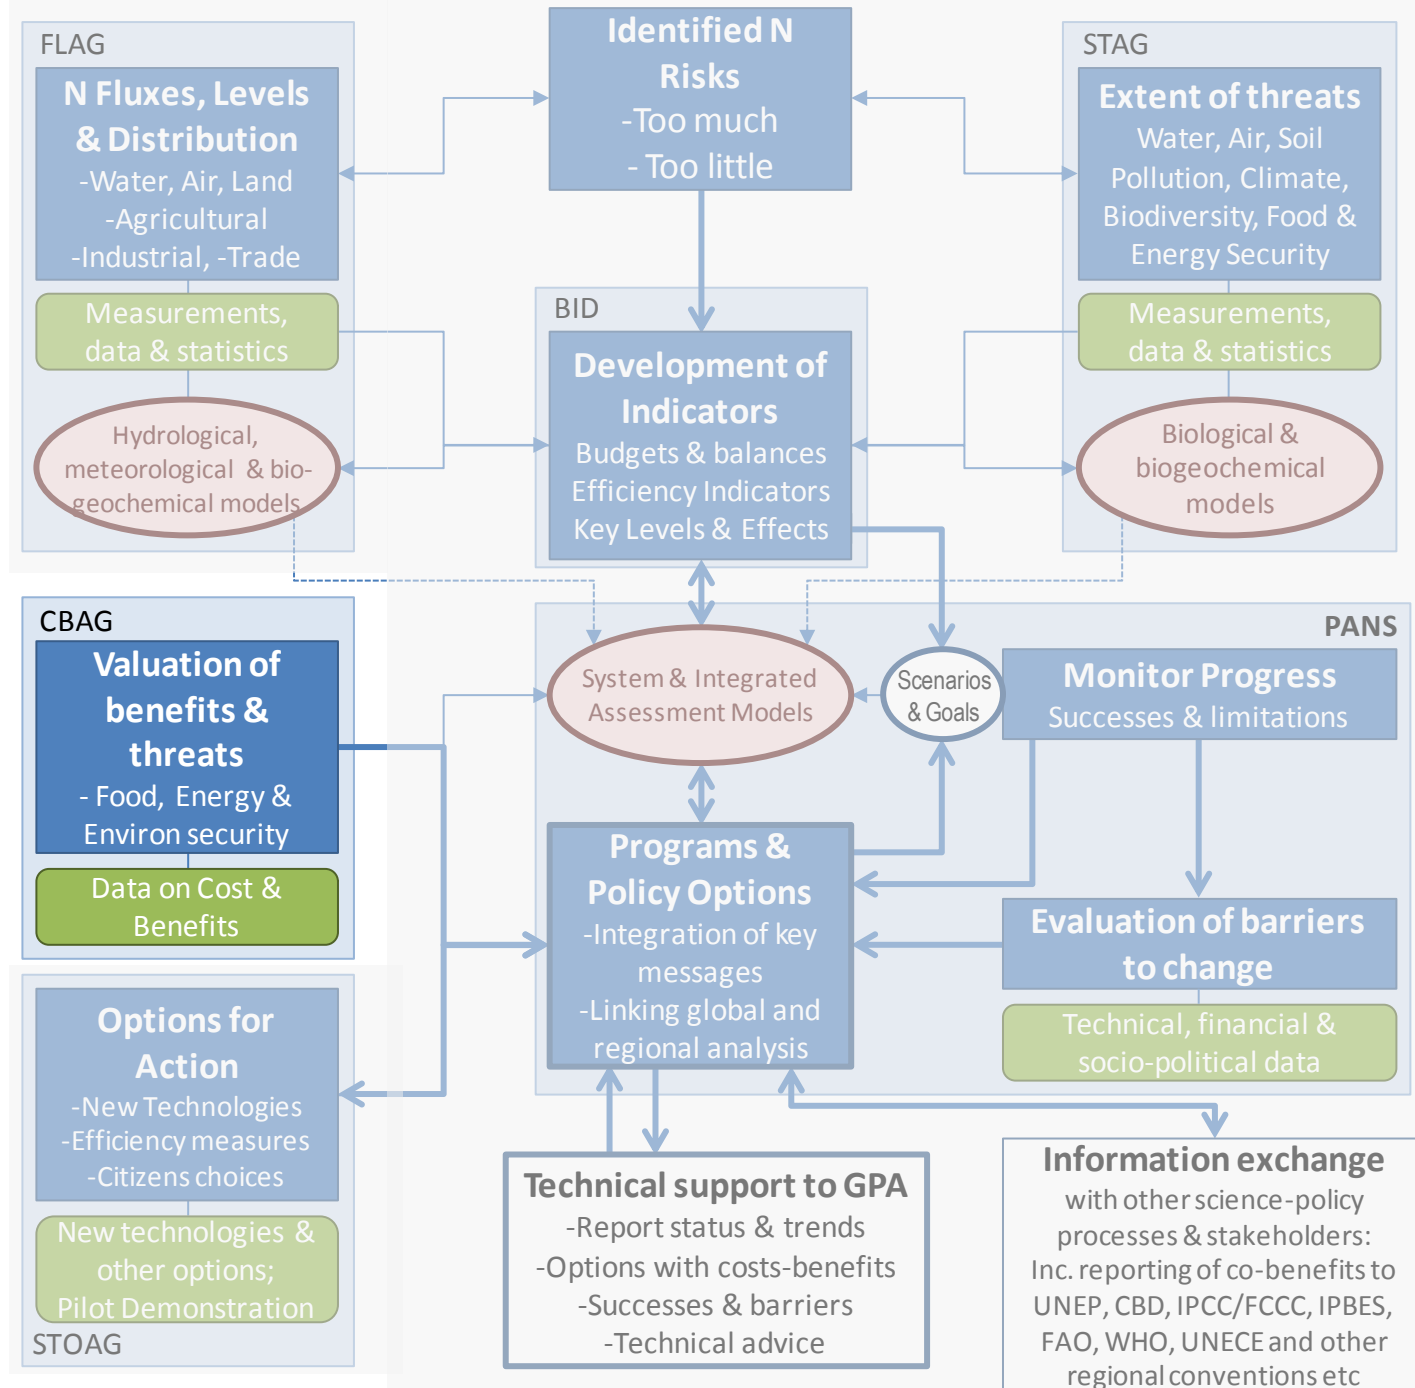 FLAG
N Fluxes, Levels
& Distribution
-Water, Air, Land
-Agricultural
-Industrial, -Trade
Measurements,
data & statistics
Hydrological,
meteorological & bio-
geochemical models
Identified N
Risks
-Too much
- Too little
STAG
Extent of threats
Water, Air, Soil
Pollution, Climate,
Biodiversity, Food &
Energy Security
Measurements,
data & statistics
Biological &
biogeochemical
models
BID
Development of
Indicators
Budgets & balances
Efficiency Indicators
Key Levels & Effects
CBAG
Valuation of
benefits &
threats
- Food, Energy &
Environ security
Data on Cost &
Benefits
PANS
System & Integrated
Assessment Models
Scenarios
& Goals
Monitor Progress
Successes & limitations
Programs &
Policy Options
-Integration of key
messages
-Linking global and
regional analysis
Evaluation of barriers
to change
Technical, financial &
socio-political data
Options for
Action
-New Technologies
-Efficiency measures
-Citizens choices
New technologies &
other options;
Pilot Demonstration
STOAG
Technical support to GPA
-Report status & trends
-Options with costs-benefits
-Successes & barriers
-Technical advice
Information exchange
with other science-policy
processes & stakeholders:
Inc. reporting of co-benefits to
UNEP, CBD, IPCC/FCCC, IPBES,
FAO, WHO, UNECE and other
regional conventions etc